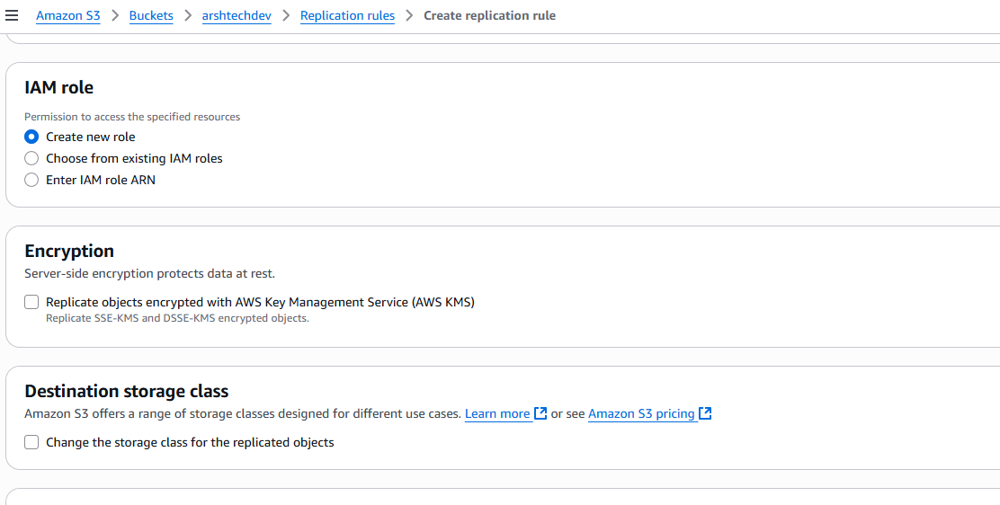 Amazon S3 > Buckets > arshtechdev > Replication rules > Create replication rule
IAM role
Permission to access the specified resources
Create new role
Choose from existing IAM roles
Enter IAM role ARN
Encryption
Server-side encryption protects data at rest.
Replicate objects encrypted with AWS Key Management Service (AWS KMS)
Replicate SSE-KMS and DSSE-KMS encrypted objects.
Destination storage class
Amazon S3 offers a range of storage classes designed for different use cases. Learn more or see Amazon S3 pricing
Change the storage class for the replicated objects